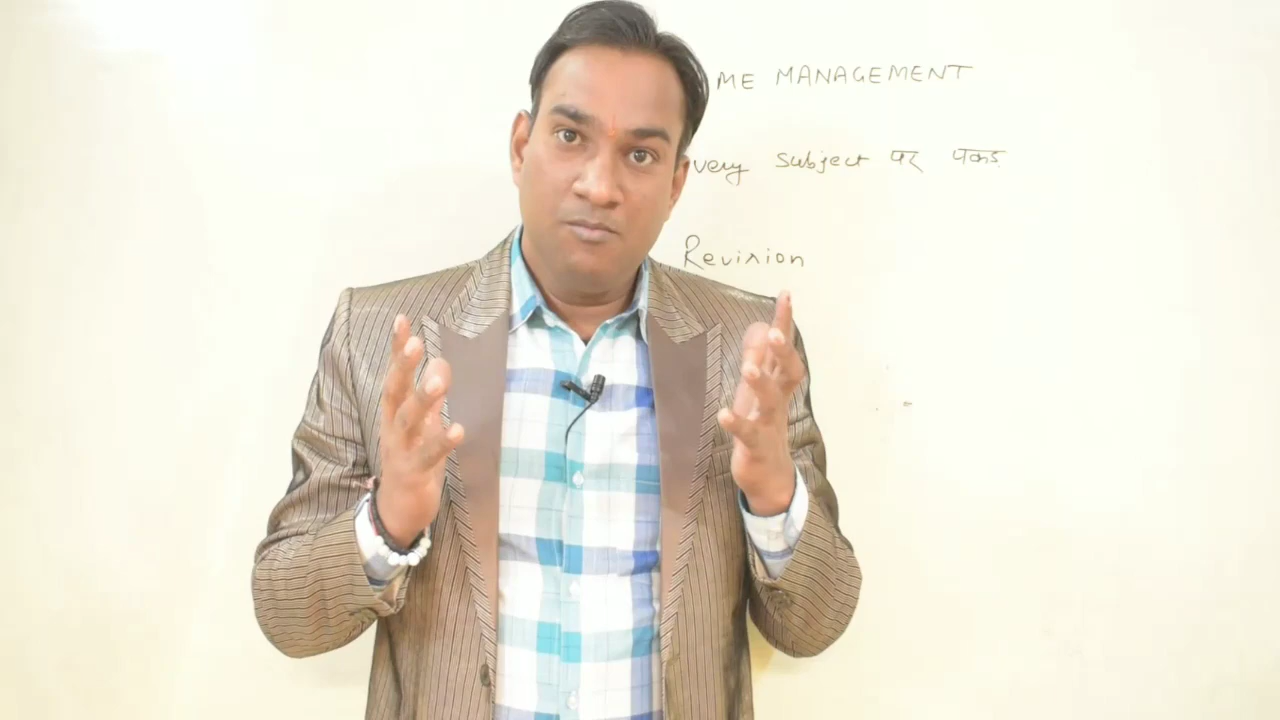 ME MANAGEMENT
very subject पर पकड़
Revision